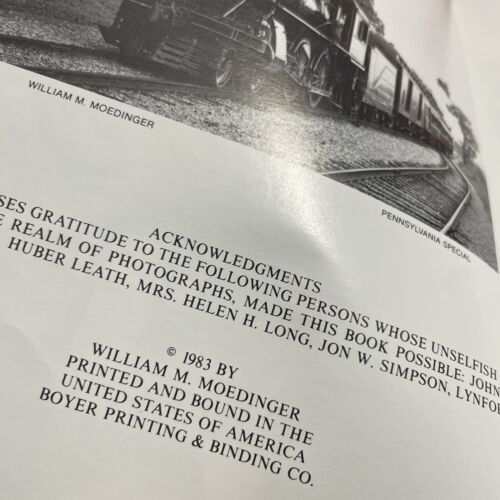 WILLIAM M. MOEDINGER
PENNSYLVANIA SPECIAL
ACKNOWLEDGMENTS
SES GRATITUDE TO THE FOLLOWING PERSONS WHOSE UNSELFISH
E REALM OF PHOTOGRAPHS, MADE THIS BOOK POSSIBLE: JOHN
HUBER LEATH, MRS. HELEN H. LONG, JON W. SIMPSON, LYNFOR
© 1983 BY
WILLIAM M. MOEDINGER
PRINTED AND BOUND IN THE
UNITED STATES OF AMERICA
BOYER PRINTING & BINDING CO.